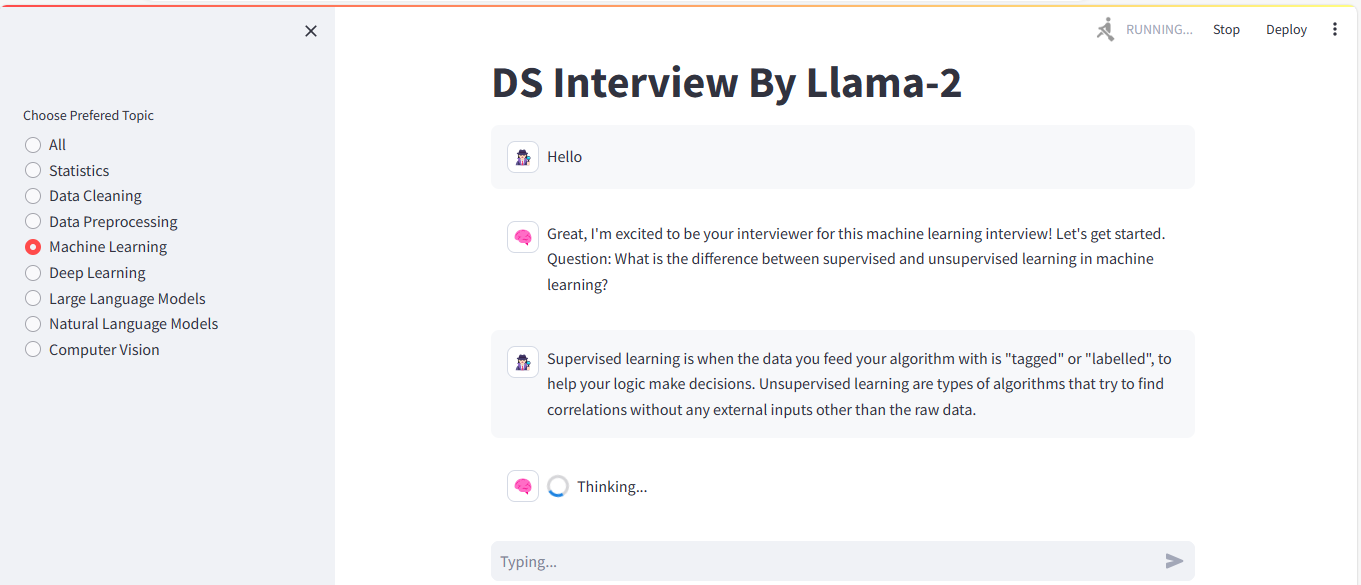 RUNNING...
Stop
Deploy
Choose Prefered Topic
All
Statistics
Data Cleaning
Data Preprocessing
Machine Learning
Deep Learning
Large Language Models
Natural Language Models
Computer Vision
DS Interview By Llama-2
Hello
Great, I'm excited to be your interviewer for this machine learning interview! Let's get started.
Question: What is the difference between supervised and unsupervised learning in machine
learning?
Supervised learning is when the data you feed your algorithm with is "tagged" or "labelled", to
help your logic make decisions. Unsupervised learning are types of algorithms that try to find
correlations without any external inputs other than the raw data.
Thinking...
Typing...